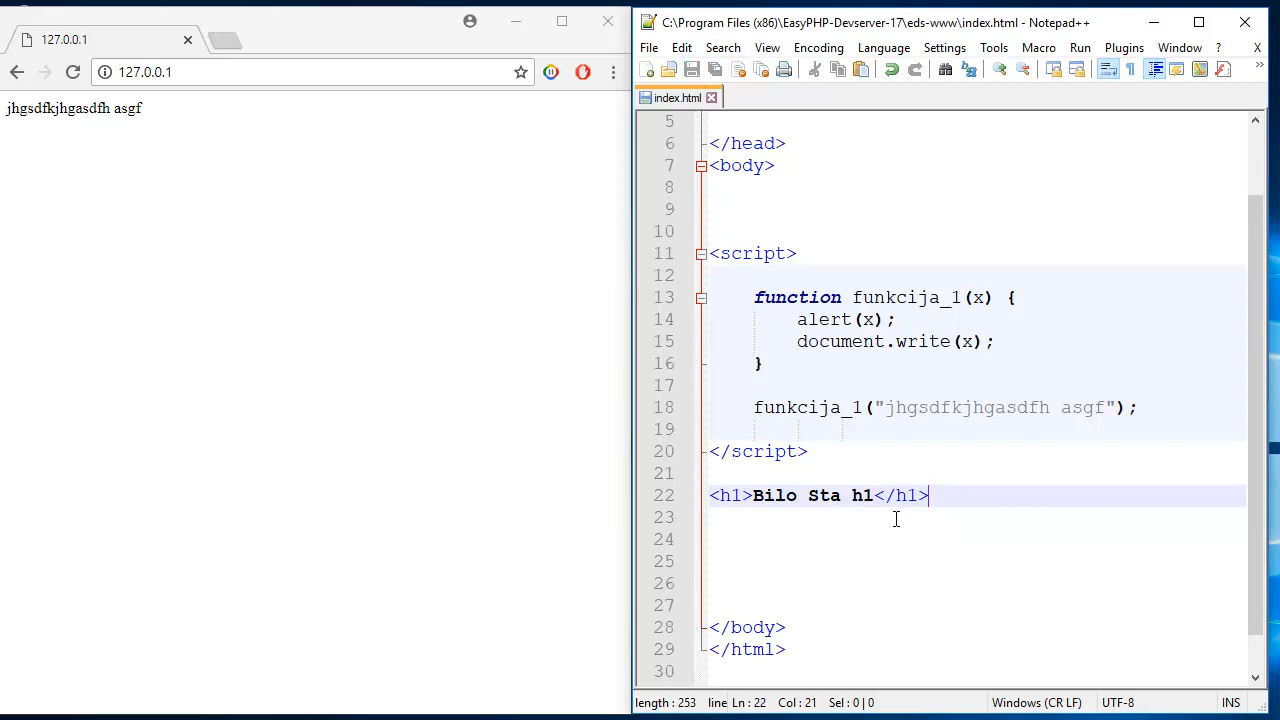 127.0.0.1
127.0.0.1
jhgsdfkjhgasdfh asgf
C:\Program Files (x86)\EasyPHP-Devserver-17\eds-www\index.html - Notepad++
File Edit Search View Encoding Language Settings Tools Macro Run Plugins Window ? X
index.html
5
6 </head>
7 <body>
8
9
10
11 <script>
12
13 function funkcija_1(x) {
14 alert(x);
15 document.write(x);
16 }
17
18 funkcija_1("jhgsdfkjhgasdfh asgf");
19
20 </script>
21
22 <h1>Bilo Sta h1</h1>
23
24
25
26
27
28 </body>
29 </html>
30
length : 253 line Ln : 22 Col : 21 Sel : 0 | 0 Windows (CR LF) UTF-8 INS